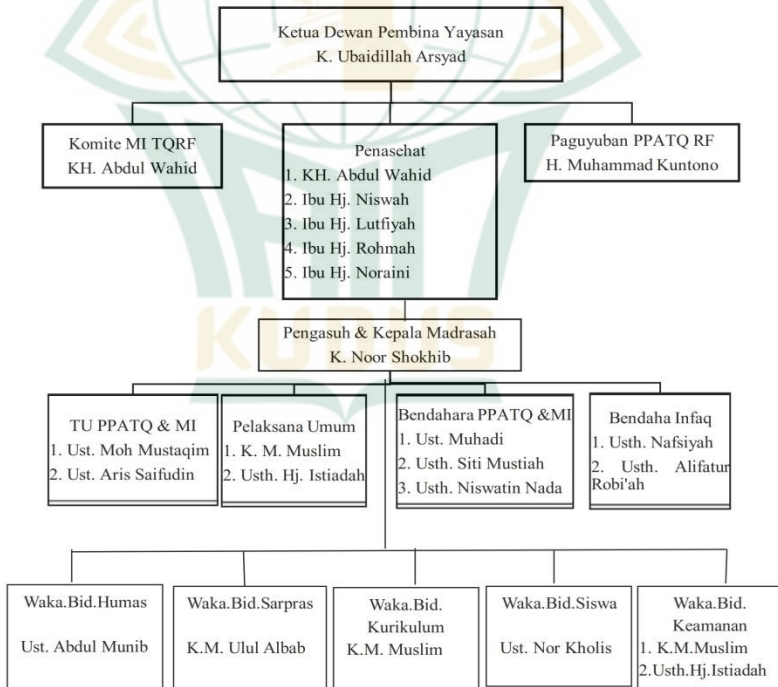 Ketua Dewan Pembina Yayasan
K. Ubaidillah Arsyad
Komite MI TQRF
KH. Abdul Wahid
Penasehat
1. KH. Abdul Wahid
2. Ibu Hj. Niswah
3. Ibu Hj. Lutfiyah
4. Ibu Hj. Rohmah
5. Ibu Hj. Noraini
Paguyuban PPATQ RF
H. Muhammad Kuntono
KUDUS
Pengasuh & Kepala Madrasah
K. Noor Shokhib
TU PPATQ & MI
1. Ust. Moh Mustaqim
2. Ust. Aris Saifudin
Pelaksana Umum
1. K. M. Muslim
2. Usth. Hj. Istiadah
Bendahara PPATQ &MI
1. Ust. Muhadi
2. Usth. Siti Mustiah
3. Usth. Niswatin Nada
Bendaha Infaq
1. Usth. Nafsiyah
2. Usth. Alifatur
Robi'ah
Waka.Bid.Humas
Ust. Abdul Munib
Waka.Bid.Sarpras
K.M. Ulul Albab
Waka.Bid.
Kurikulum
K.M. Muslim
Waka.Bid.Siswa
Ust. Nor Kholis
Waka.Bid.
Keamanan
1. K.M.Muslim
2.Usth.Hj.Istiadah